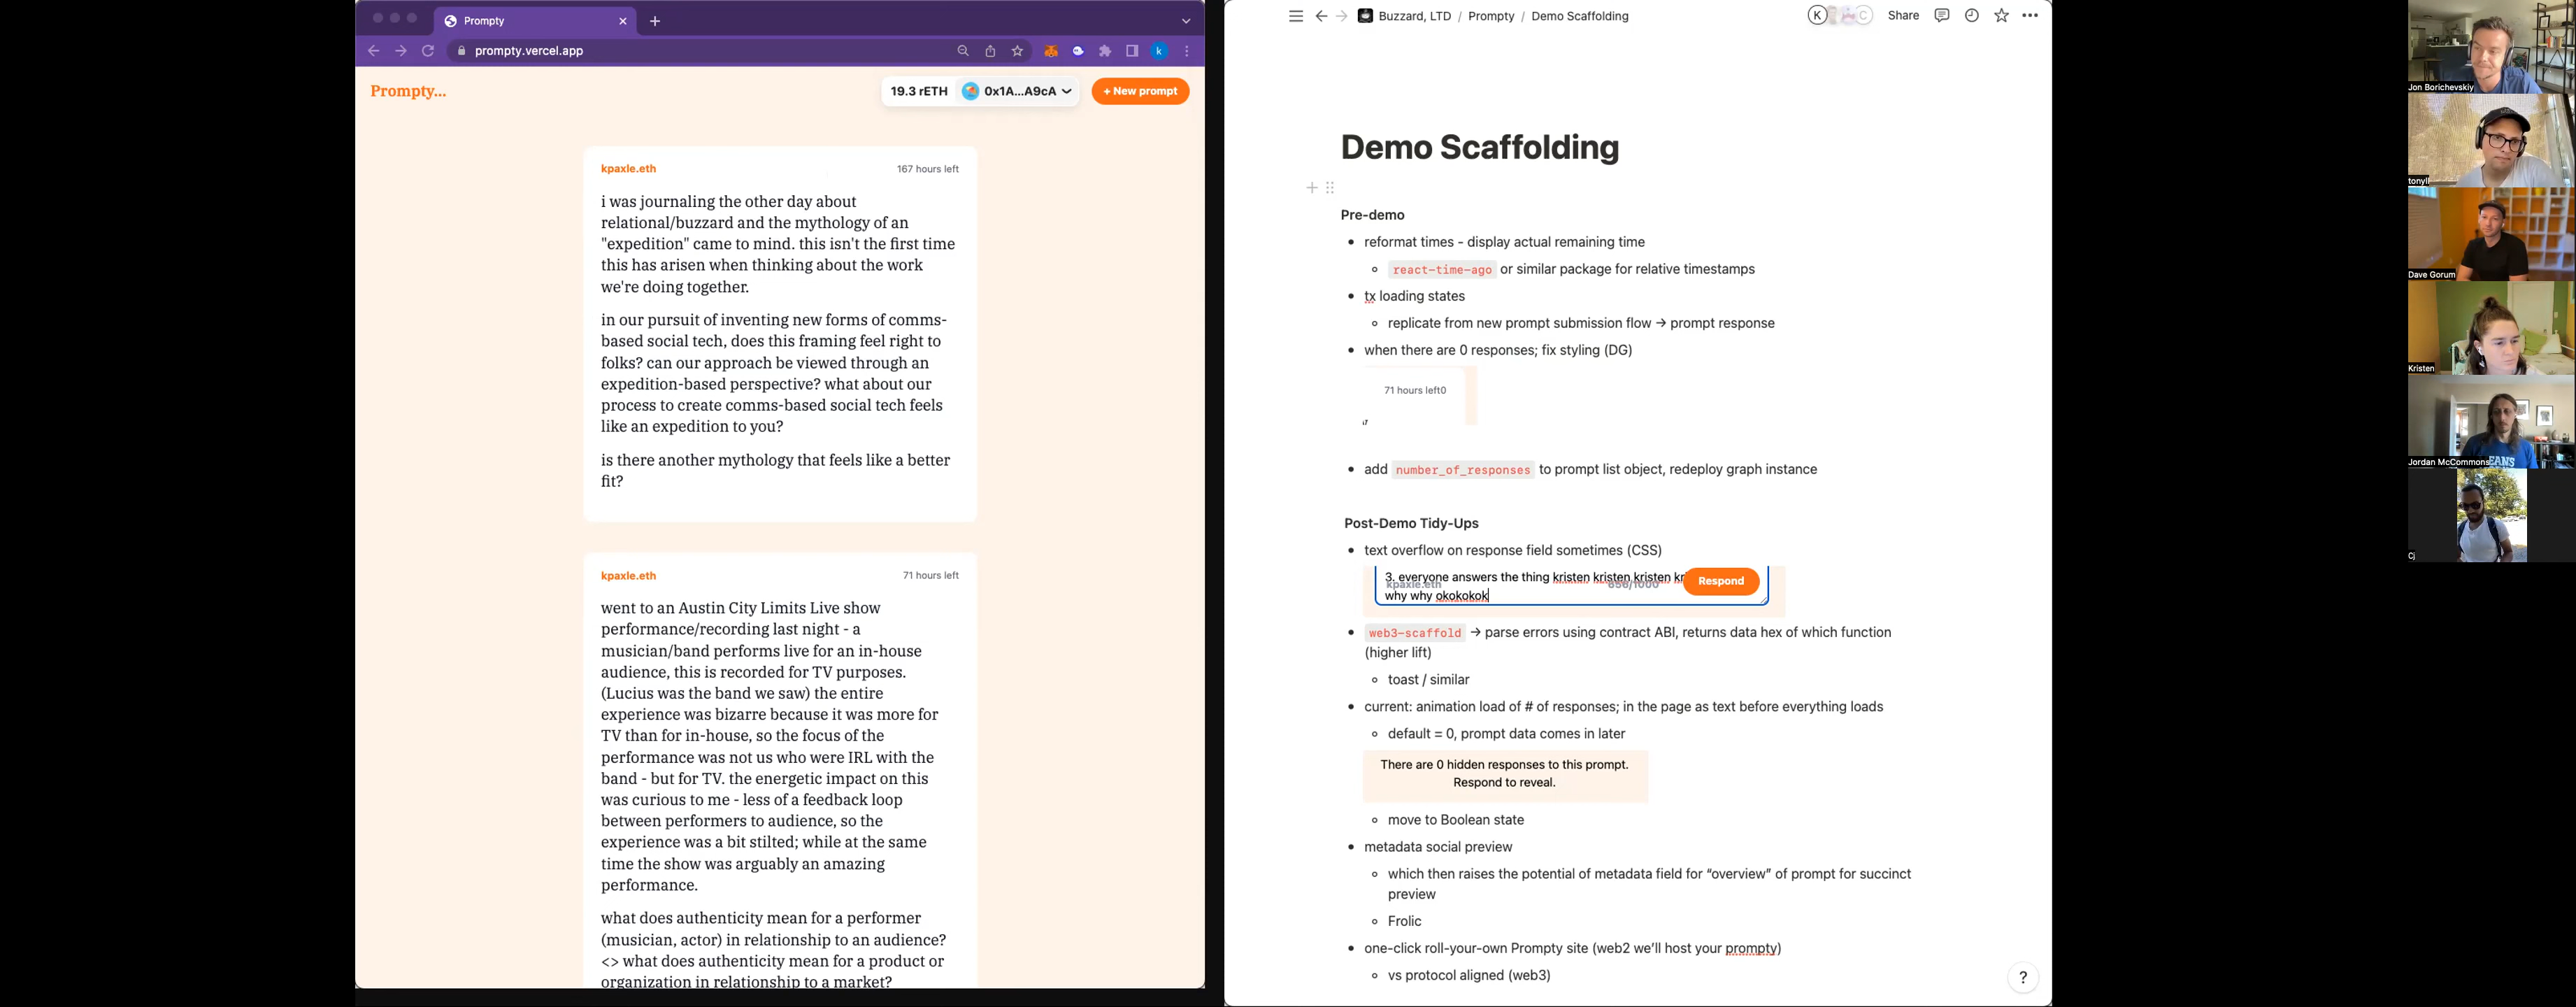 Prompty
prompty.vercel.app
k
Prompty...
19.3 rETH
0x1A...A9cA
+ New prompt
kpaxle.eth
167 hours left
i was journaling the other day about
relational/buzzard and the mythology of an
"expedition" came to mind. this isn't the first time
this has arisen when thinking about the work
we're doing together.
in our pursuit of inventing new forms of comms-
based social tech, does this framing feel right to
folks? can our approach be viewed through an
expedition-based perspective? what about our
process to create comms-based social tech feels
like an expedition to you?
is there another mythology that feels like a better
fit?
kpaxle.eth
71 hours left
went to an Austin City Limits Live show
performance/recording last night - a
musician/band performs live for an in-house
audience, this is recorded for TV purposes.
(Lucius was the band we saw) the entire
experience was bizarre because it was more for
TV than for in-house, so the focus of the
performance was not us who were IRL with the
band - but for TV. the energetic impact on this
was curious to me - less of a feedback loop
between performers to audience, so the
experience was a bit stilted; while at the same
time the show was arguably an amazing
performance.
what does authenticity mean for a performer
(musician, actor) in relationship to an audience?
<> what does authenticity mean for a product or
organization in relationship to a market?
Buzzard, LTD / Prompty / Demo Scaffolding
K
C
Share
Demo Scaffolding
Pre-demo
• reformat times - display actual remaining time
◦ react-time-ago or similar package for relative timestamps
• tx loading states
◦ replicate from new prompt submission flow → prompt response
• when there are 0 responses; fix styling (DG)
71 hours left0
• add number_of_responses to prompt list object, redeploy graph instance
Post-Demo Tidy-Ups
• text overflow on response field sometimes (CSS)
3. everyone answers the thing kristen kristen kristen kri
kpaxle.eth
656/1000
Respond
why why okokokok
• web3-scaffold → parse errors using contract ABI, returns data hex of which function
(higher lift)
◦ toast / similar
• current: animation load of # of responses; in the page as text before everything loads
◦ default = 0, prompt data comes in later
There are 0 hidden responses to this prompt.
Respond to reveal.
◦ move to Boolean state
• metadata social preview
◦ which then raises the potential of metadata field for “overview” of prompt for succinct
preview
◦ Frolic
• one-click roll-your-own Prompty site (web2 we’ll host your prompty)
◦ vs protocol aligned (web3)
?
Jon Borichevskiy
tonyll
Dave Gorum
Kristen
Jordan McCommons
EANS
Cj